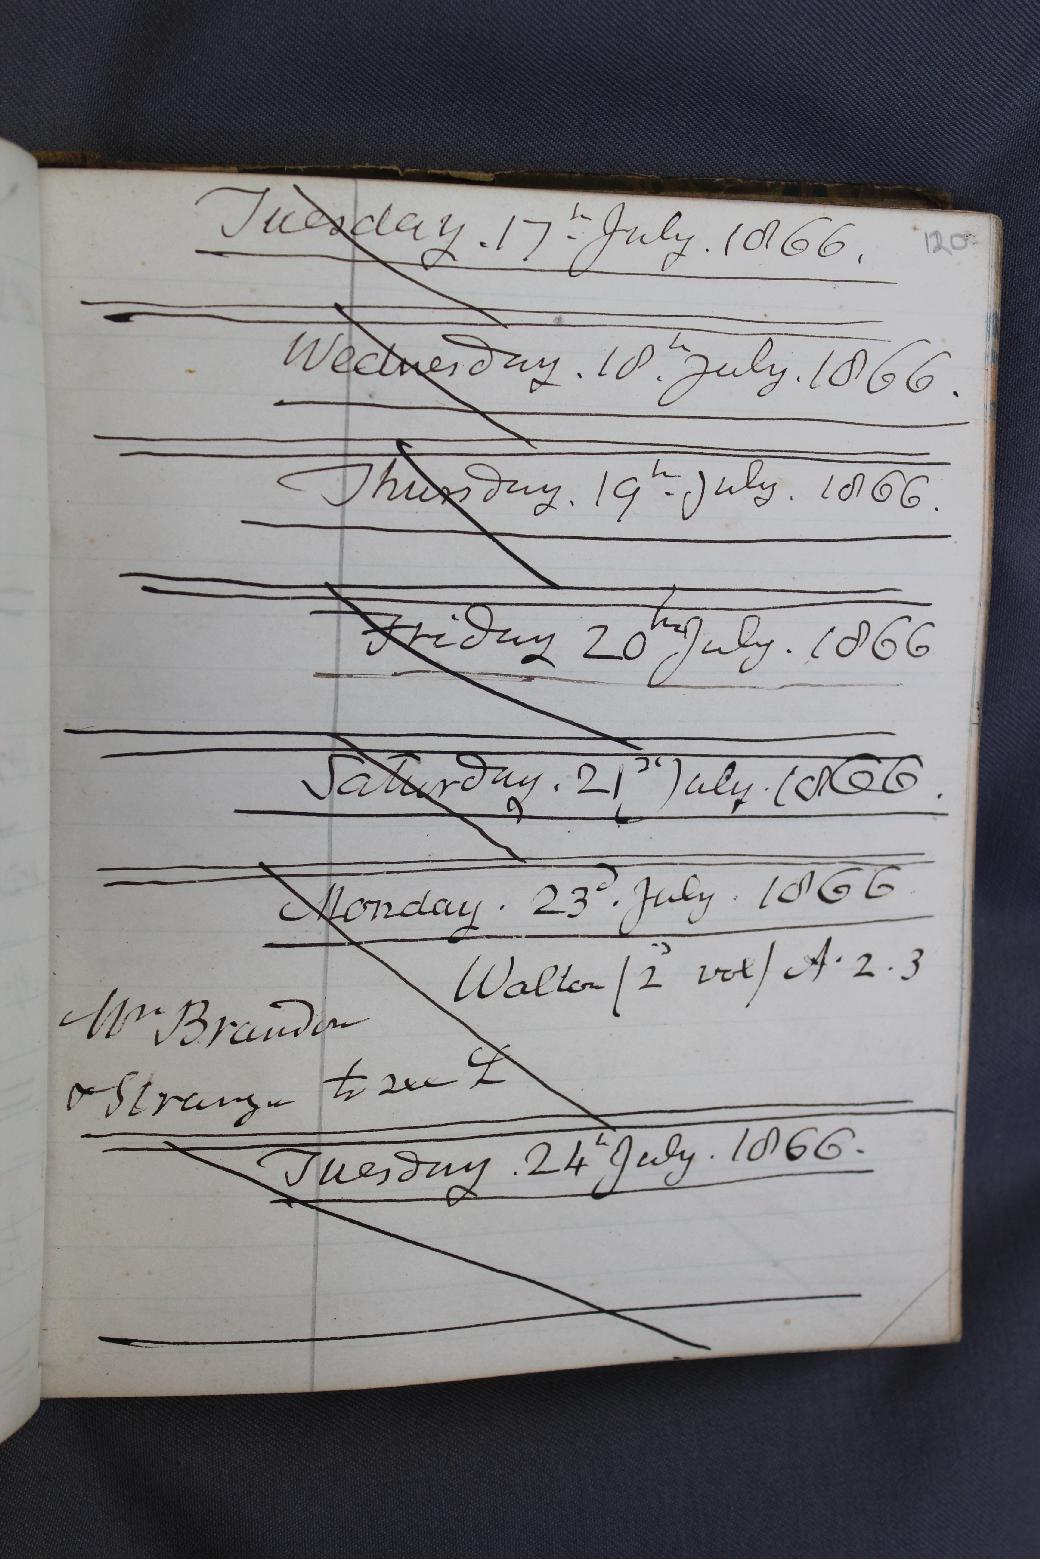 120
Tuesday. 17th July. 1866.
Wednesday. 18th July. 1866.
Thursday. 19th July. 1866.
Friday 20th July. 1866
Saturday. 21st July. 1866.
Monday. 23d. July. 1866
Walton (2d vol) A. 2. 3
Mr Brandon
& Strange to see L
Tuesday. 24th July. 1866.